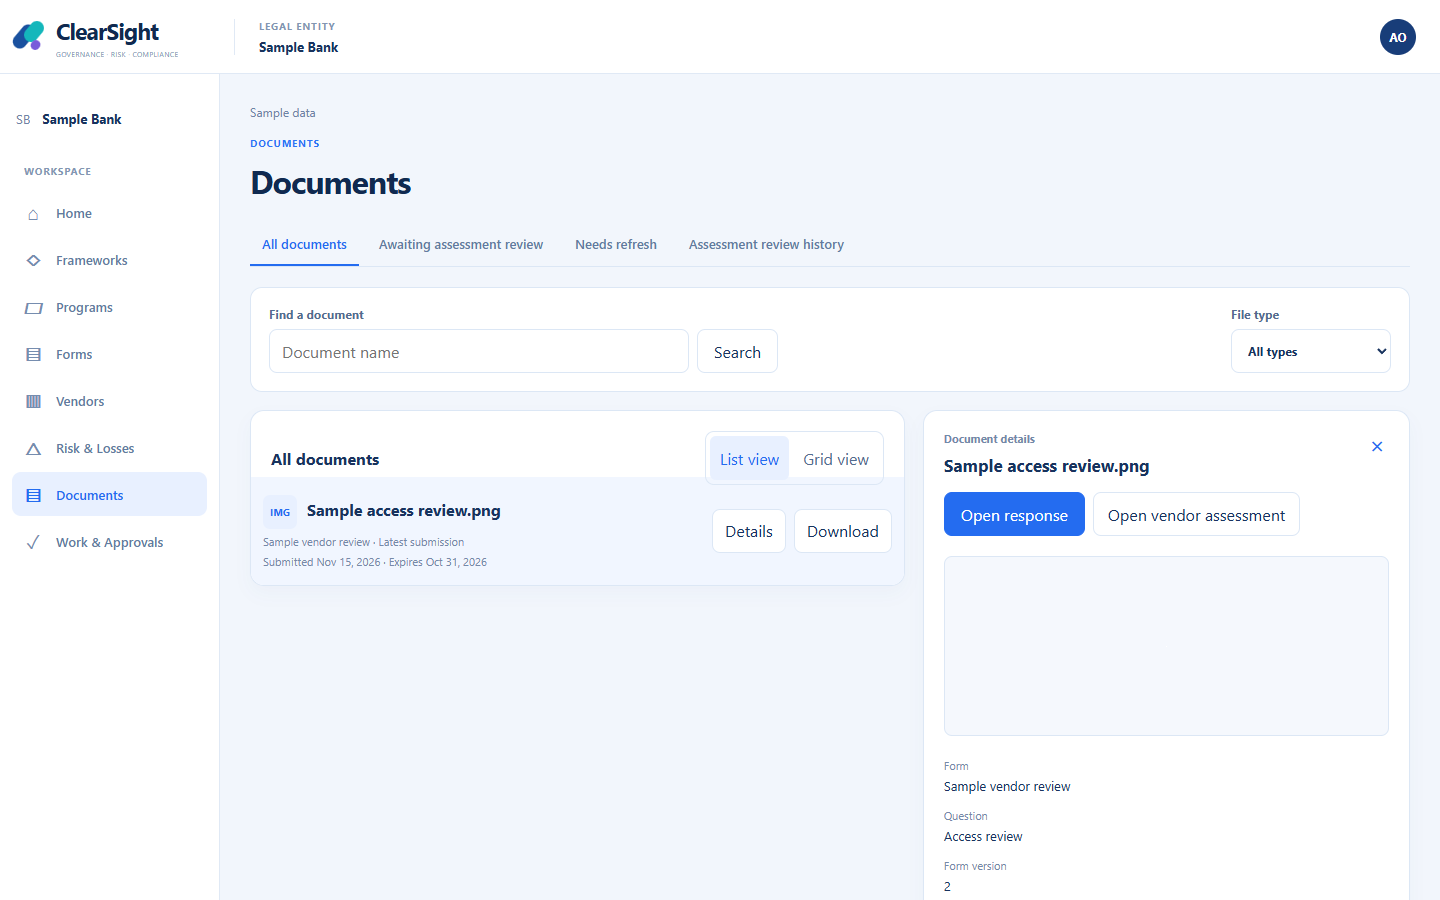 ClearSight
GOVERNANCE · RISK · COMPLIANCE
LEGAL ENTITY
Sample Bank
AO
SB Sample Bank
WORKSPACE
Home
Frameworks
Programs
Forms
Vendors
Risk & Losses
Documents
Work & Approvals
Sample data
DOCUMENTS
Documents
All documents
Awaiting assessment review
Needs refresh
Assessment review history
Find a document
Document name
Search
File type
All types
All documents
List view
Grid view
IMG
Sample access review.png
Sample vendor review · Latest submission
Submitted Nov 15, 2026 · Expires Oct 31, 2026
Details
Download
Document details
Sample access review.png
Open response
Open vendor assessment
Form
Sample vendor review
Question
Access review
Form version
2